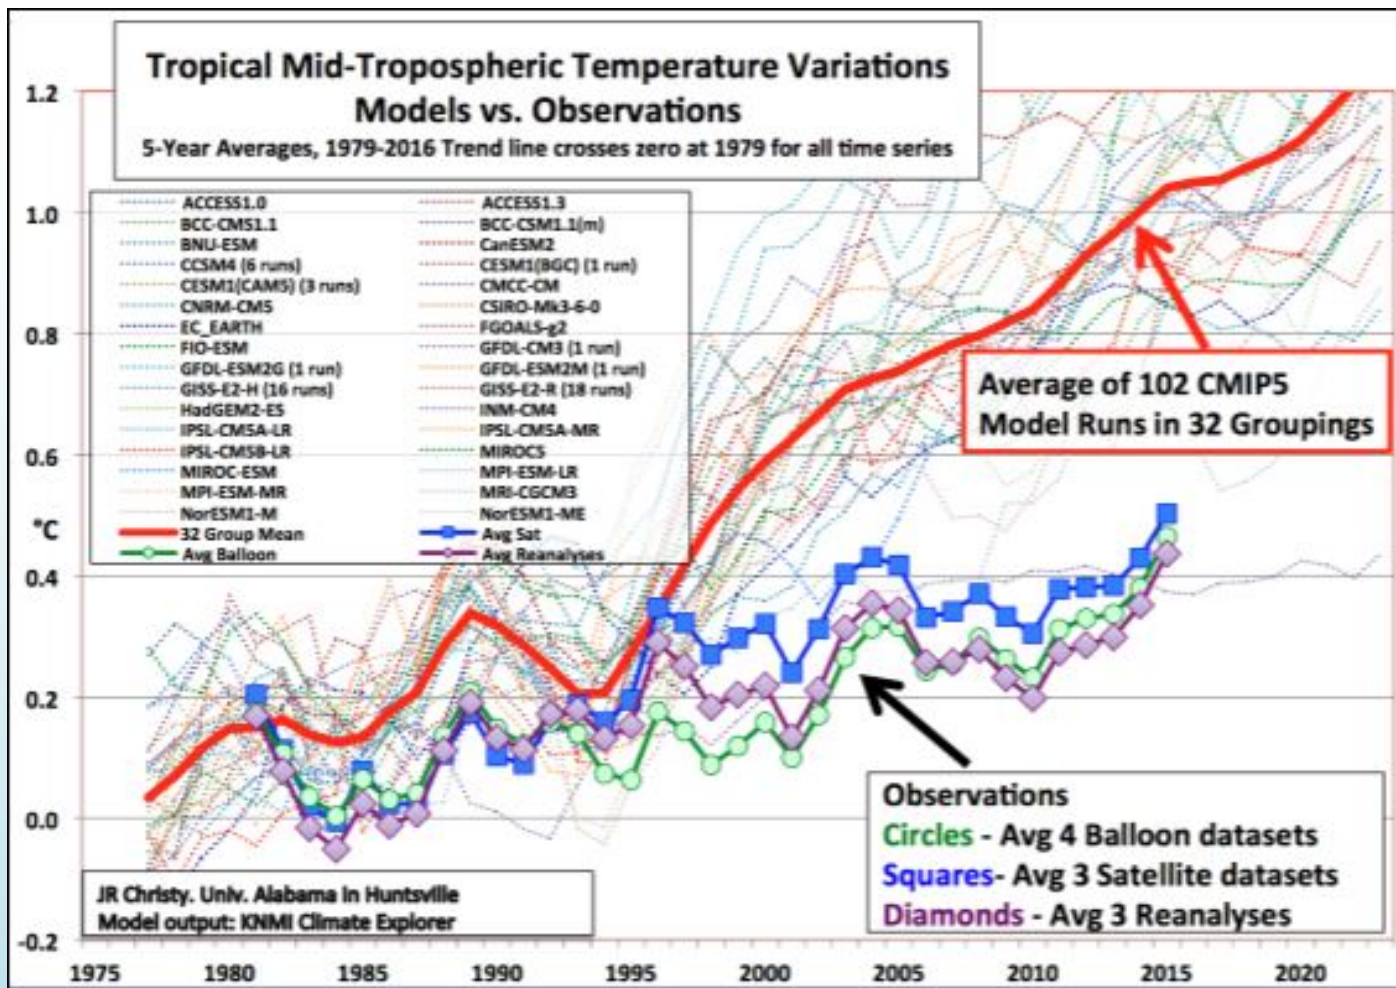 Tropical Mid-Tropospheric Temperature Variations
Models vs. Observations
5-Year Averages, 1979-2016 Trend line crosses zero at 1979 for all time series
1.2
1.0
0.8
0.6
°C
0.4
0.2
0.0
-0.2
ACCESS1.0 ACCESS1.3
BCC-CMS1.1 BCC-CSM1.1(m)
BNU-ESM CanESM2
CCSM4 (6 runs) CESM1(BGC) (1 run)
CESM1(CAM5) (3 runs) CMCC-CM
CNRM-CM5 CSIRO-Mk3-6-0
EC_EARTH FGOALS-g2
FIO-ESM GFDL-CM3 (1 run)
GFDL-ESM2G (1 run) GFDL-ESM2M (1 run)
GISS-E2-H (16 runs) GISS-E2-R (18 runs)
HadGEM2-ES INM-CM4
IPSL-CM5A-LR IPSL-CM5A-MR
IPSL-CM5B-LR MIROC5
MIROC-ESM MPI-ESM-LR
MPI-ESM-MR MRI-CGCM3
NorESM1-M NorESM1-ME
32 Group Mean Avg Sat
Avg Balloon Avg Reanalyses
Average of 102 CMIP5
Model Runs in 32 Groupings
Observations
Circles - Avg 4 Balloon datasets
Squares- Avg 3 Satellite datasets
Diamonds - Avg 3 Reanalyses
JR Christy. Univ. Alabama in Huntsville
Model output: KNMI Climate Explorer
1975 1980 1985 1990 1995 2000 2005 2010 2015 2020